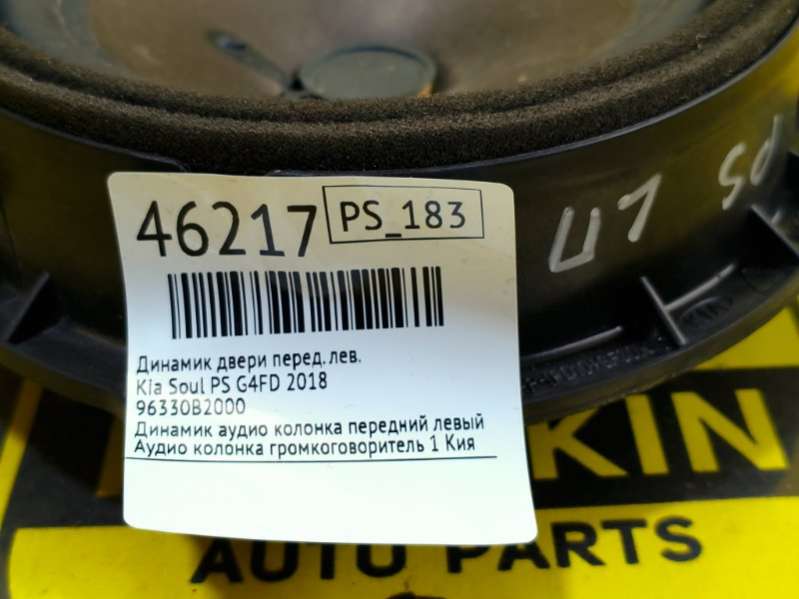 46217 PS_183
Динамик двери перед. лев.
Kia Soul PS G4FD 2018
96330B2000
Динамик аудио колонка передний левый
Аудио колонка громкоговоритель 1 Кия
PS
KIN
AUTO PARTS